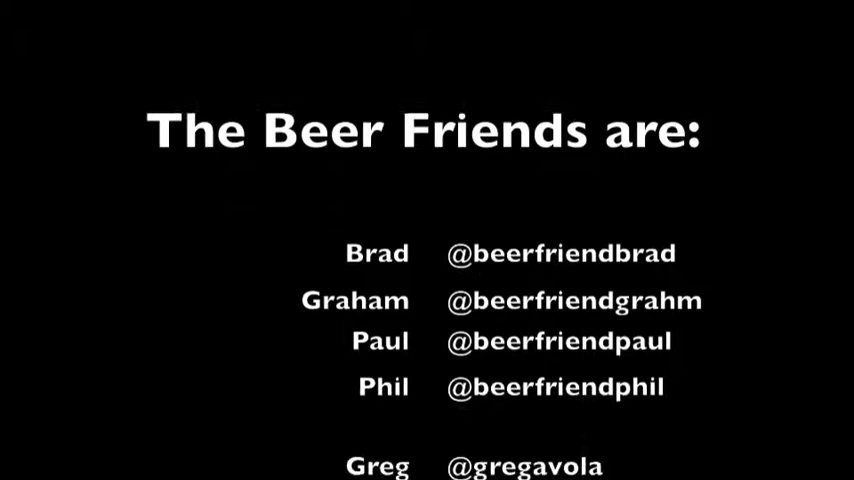 The Beer Friends are:
Brad @beerfriendbrad
Graham @beerfriendgrahm
Paul @beerfriendpaul
Phil @beerfriendphil
Greg @gregavola